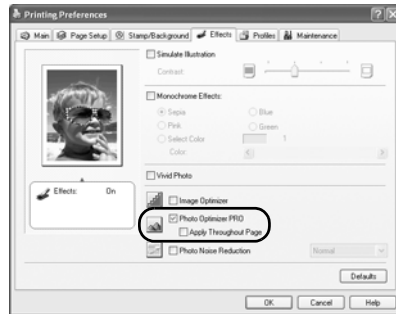 Printing Preferences
Main Page Setup Stamp/Background Effects Profiles Maintenance
Simulate Illustration
Contrast:
Monochrome Effects:
Sepia Blue
Pink Green
Select Color 1
Color
Vivid Photo
Effects: On
Image Optimizer
Photo Optimizer PRO
Apply Throughout Page
Photo Noise Reduction Normal
Defaults
OK Cancel Help